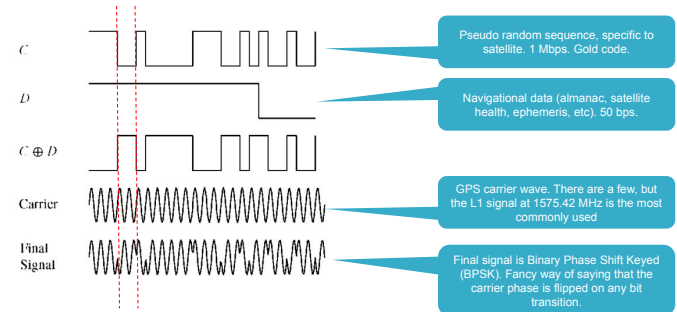 C
Pseudo random sequence, specific to
satellite. 1 Mbps. Gold code.
D
Navigational data (almanac, satellite
health, ephemeris, etc). 50 bps.
C ⊕ D
Carrier
GPS carrier wave. There are a few, but
the L1 signal at 1575.42 MHz is the most
commonly used
Final
Signal
Final signal is Binary Phase Shift Keyed
(BPSK). Fancy way of saying that the
carrier phase is flipped on any bit
transition.